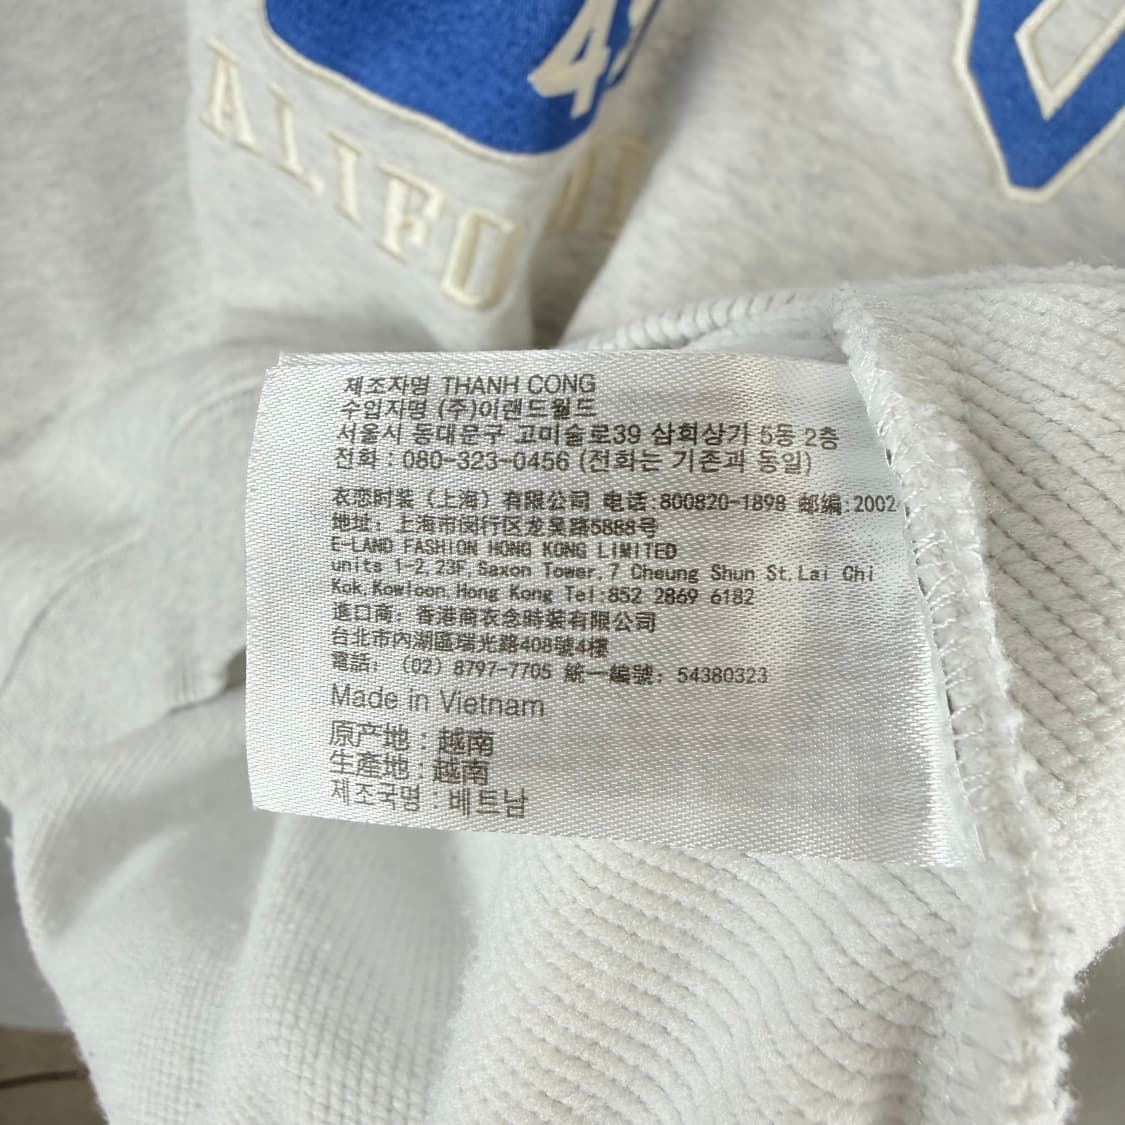 49
ALIFO
제조자명 THANH CONG
수입자명 (주)이랜드월드
서울시 동대문구 고미술로39 삼희상가 5동 2층
전화 : 080-323-0456 (전화는 기존과 동일)
衣恋时装（上海）有限公司 电话:800820-1898 邮编:2002
地址: 上海市闵行区龙吴路5888号
E-LAND FASHION HONG KONG LIMITED
units 1-2,23F,Saxon Tower,7 Cheung Shun St,Lai Chi
Kok,Kowloon,Hong Kong Tel:852 2869 6182
進口商: 香港商衣念時裝有限公司
台北市內湖區瑞光路408號4樓
電話: (02) 8797-7705 統一編號: 54380323
Made in Vietnam
原产地 : 越南
生產地 : 越南
제조국명 : 베트남